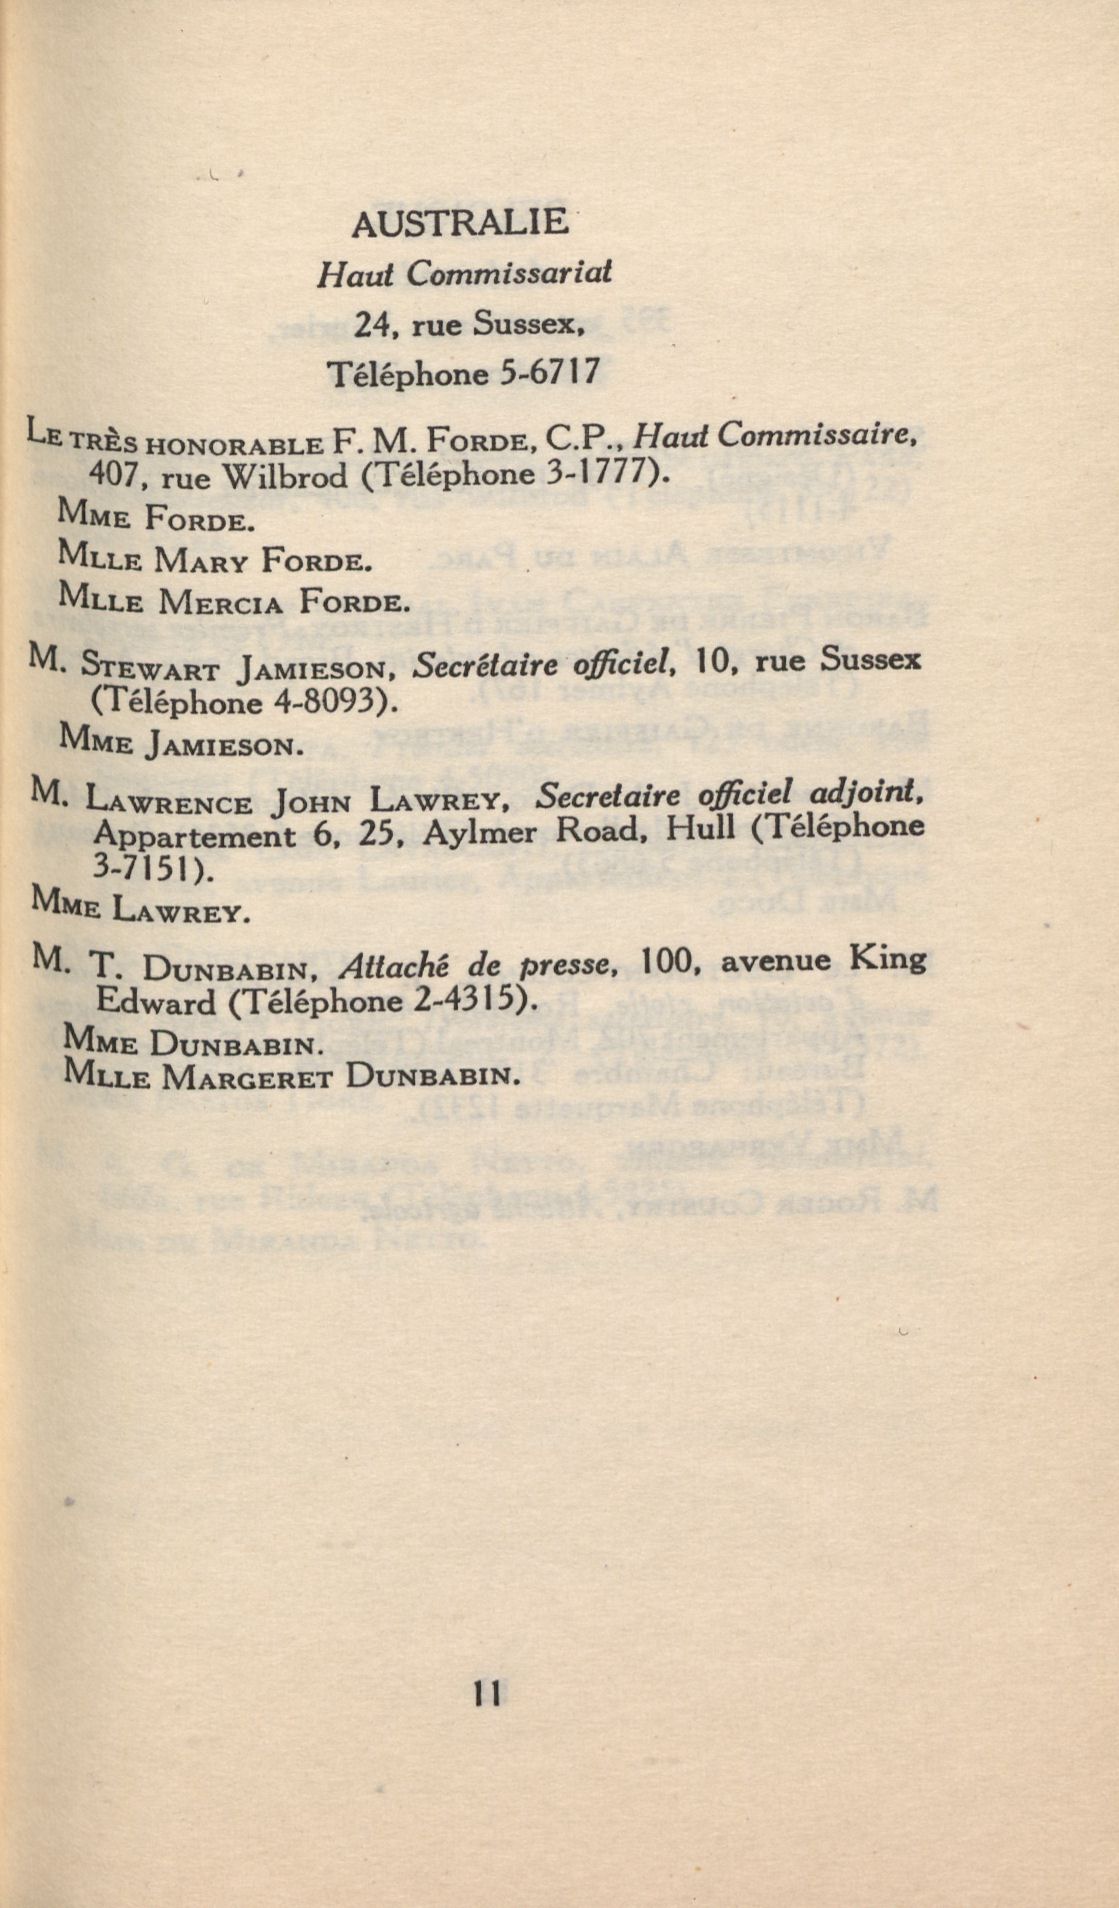 AUSTRALIE
Haut Commissariat
24, rue Sussex,
Téléphone 5-6717
LE TRÈS HONORABLE F. M. FORDE, C.P., Haut Commissaire,
407, rue Wilbrod (Téléphone 3-1777).
MME FORDE.
MLLE MARY FORDE.
MLLE MERCIA FORDE.
M. STEWART JAMIESON, Secrétaire officiel, 10, rue Sussex
(Téléphone 4-8093).
MME JAMIESON.
M. LAWRENCE JOHN LAWREY, Secretaire officiel adjoint,
Appartement 6, 25, Aylmer Road, Hull (Téléphone
3-7151).
MME LAWREY.
M. T. DUNBABIN, Attaché de presse, 100, avenue King
Edward (Téléphone 2-4315).
MME DUNBABIN.
MLLE MARGERET DUNBABIN.
11